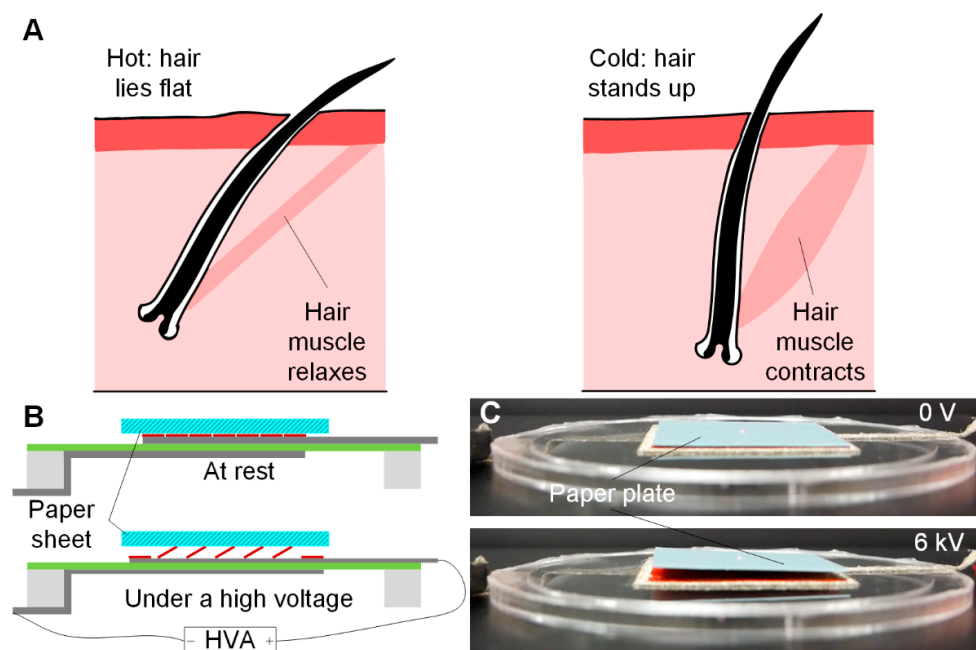 A
Hot: hair
lies flat
Cold: hair
stands up
Hair
muscle
relaxes
Hair
muscle
contracts
B
At rest
Paper
sheet
Under a high voltage
− HVA +
C
0 V
Paper plate
6 kV